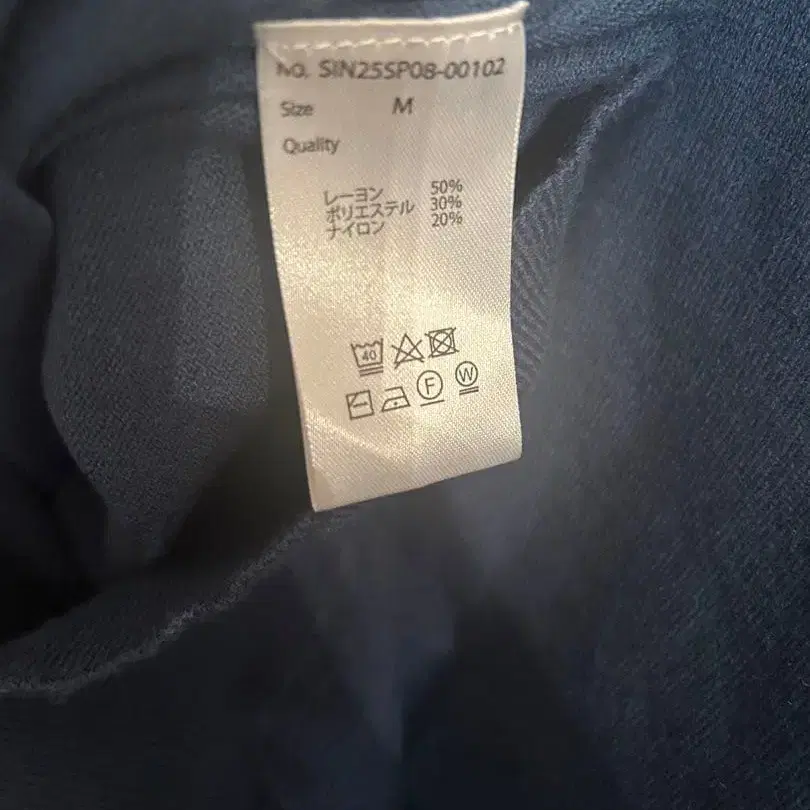 No. SIN25SP08-00102
Size M
Quality
レーヨン 50%
ポリエステル 30%
ナイロン 20%
40
F W